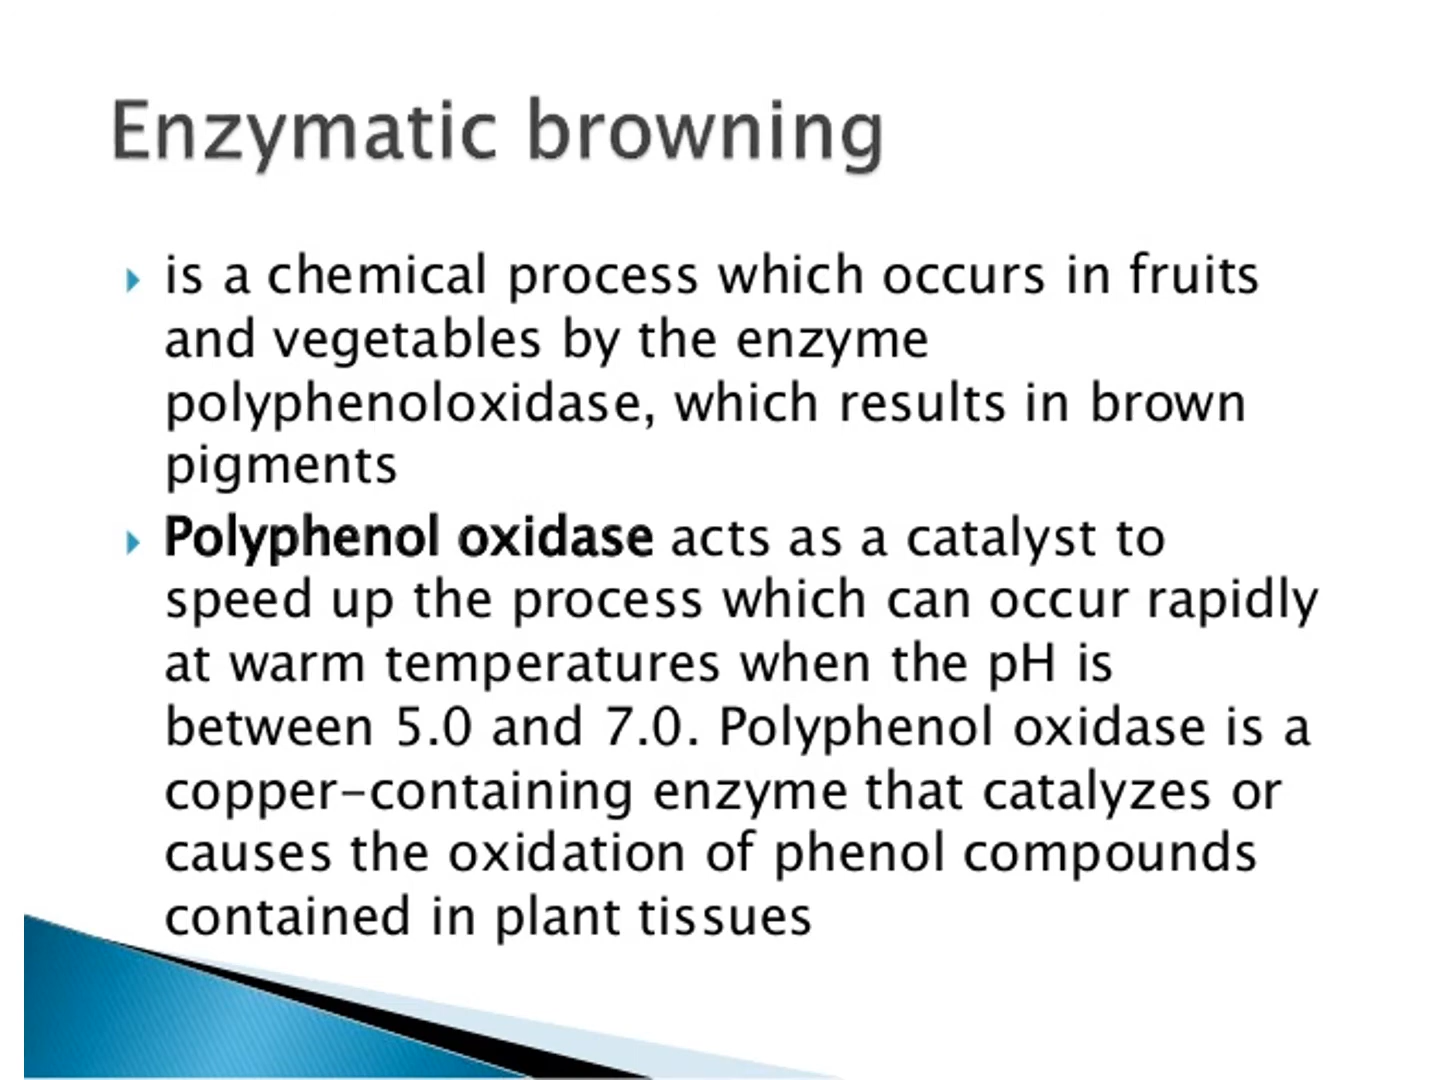 Enzymatic browning
is a chemical process which occurs in fruits
and vegetables by the enzyme
polyphenoloxidase, which results in brown
pigments
Polyphenol oxidase acts as a catalyst to
speed up the process which can occur rapidly
at warm temperatures when the pH is
between 5.0 and 7.0. Polyphenol oxidase is a
copper-containing enzyme that catalyzes or
causes the oxidation of phenol compounds
contained in plant tissues